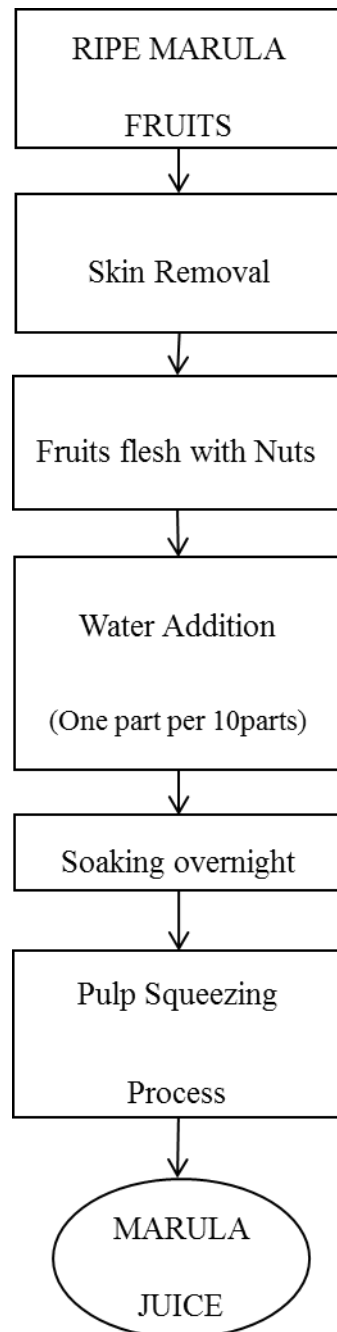 RIPE MARULA
FRUITS
Skin Removal
Fruits flesh with Nuts
Water Addition
(One part per 10parts)
Soaking overnight
Pulp Squeezing
Process
MARULA
JUICE